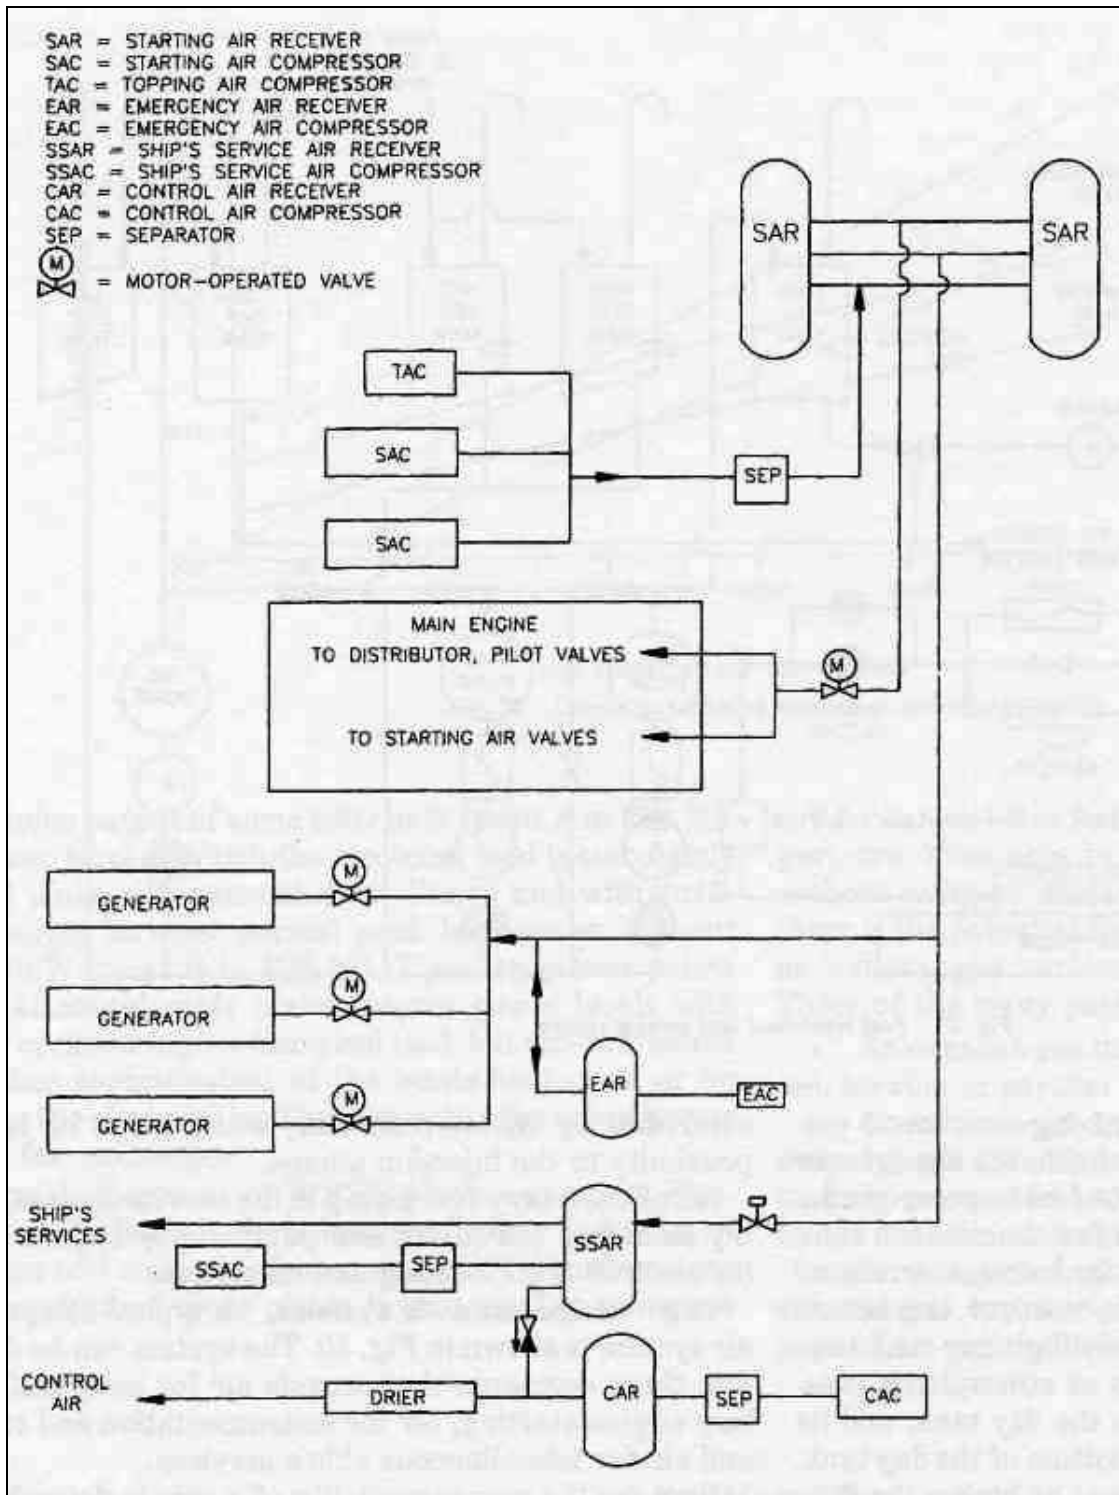 SAR = STARTING AIR RECEIVER
SAC = STARTING AIR COMPRESSOR
TAC = TOPPING AIR COMPRESSOR
EAR = EMERGENCY AIR RECEIVER
EAC = EMERGENCY AIR COMPRESSOR
SSAR = SHIP'S SERVICE AIR RECEIVER
SSAC = SHIP'S SERVICE AIR COMPRESSOR
CAR = CONTROL AIR RECEIVER
CAC = CONTROL AIR COMPRESSOR
SEP = SEPARATOR
M
= MOTOR-OPERATED VALVE
SAR
SAR
TAC
SAC
SEP
SAC
MAIN ENGINE
TO DISTRIBUTOR, PILOT VALVES
M
TO STARTING AIR VALVES
M
GENERATOR
M
GENERATOR
EAR
EAC
M
GENERATOR
SHIP'S
SERVICES
SSAR
SSAC
SEP
CONTROL
AIR
DRIER
CAR
SEP
CAC